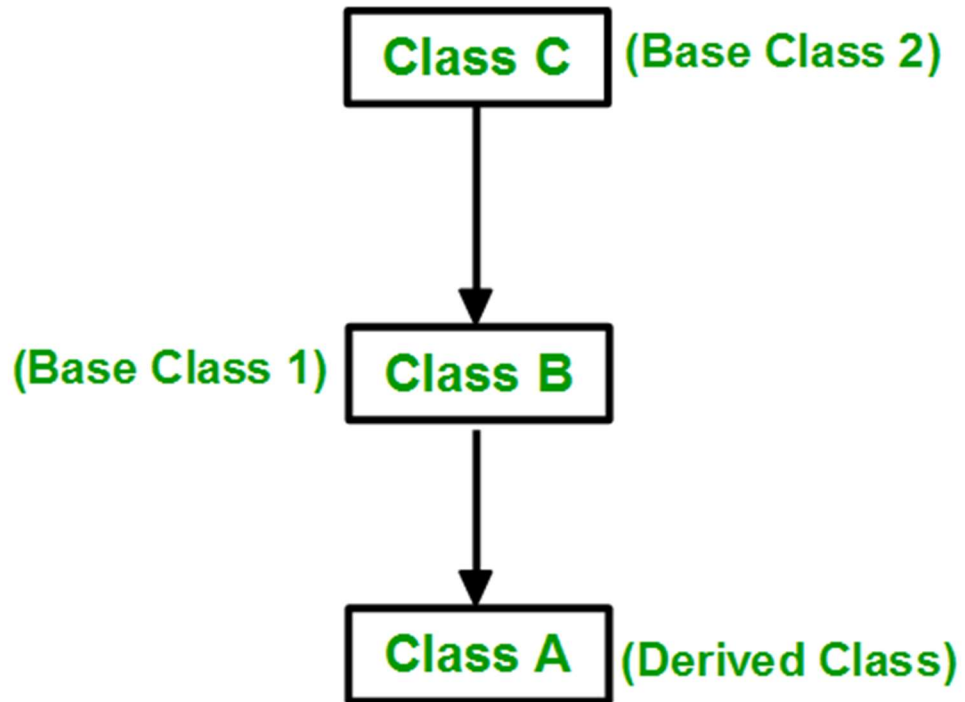 Class C
(Base Class 2)
(Base Class 1)
Class B
Class A
(Derived Class)